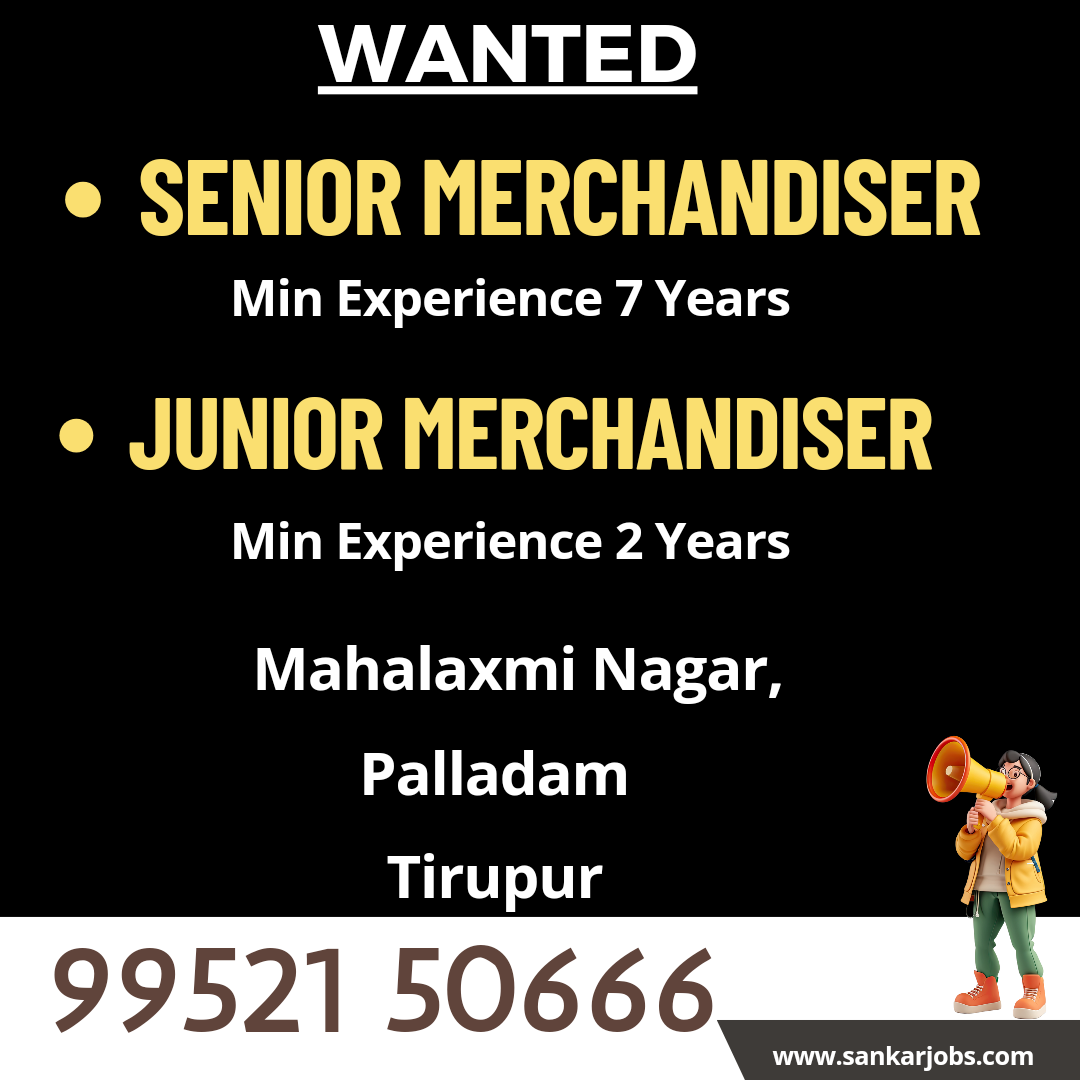 WANTED
• SENIOR MERCHANDISER
Min Experience 7 Years
• JUNIOR MERCHANDISER
Min Experience 2 Years
Mahalaxmi Nagar,
Palladam
Tirupur
99521 50666
www.sankarjobs.com